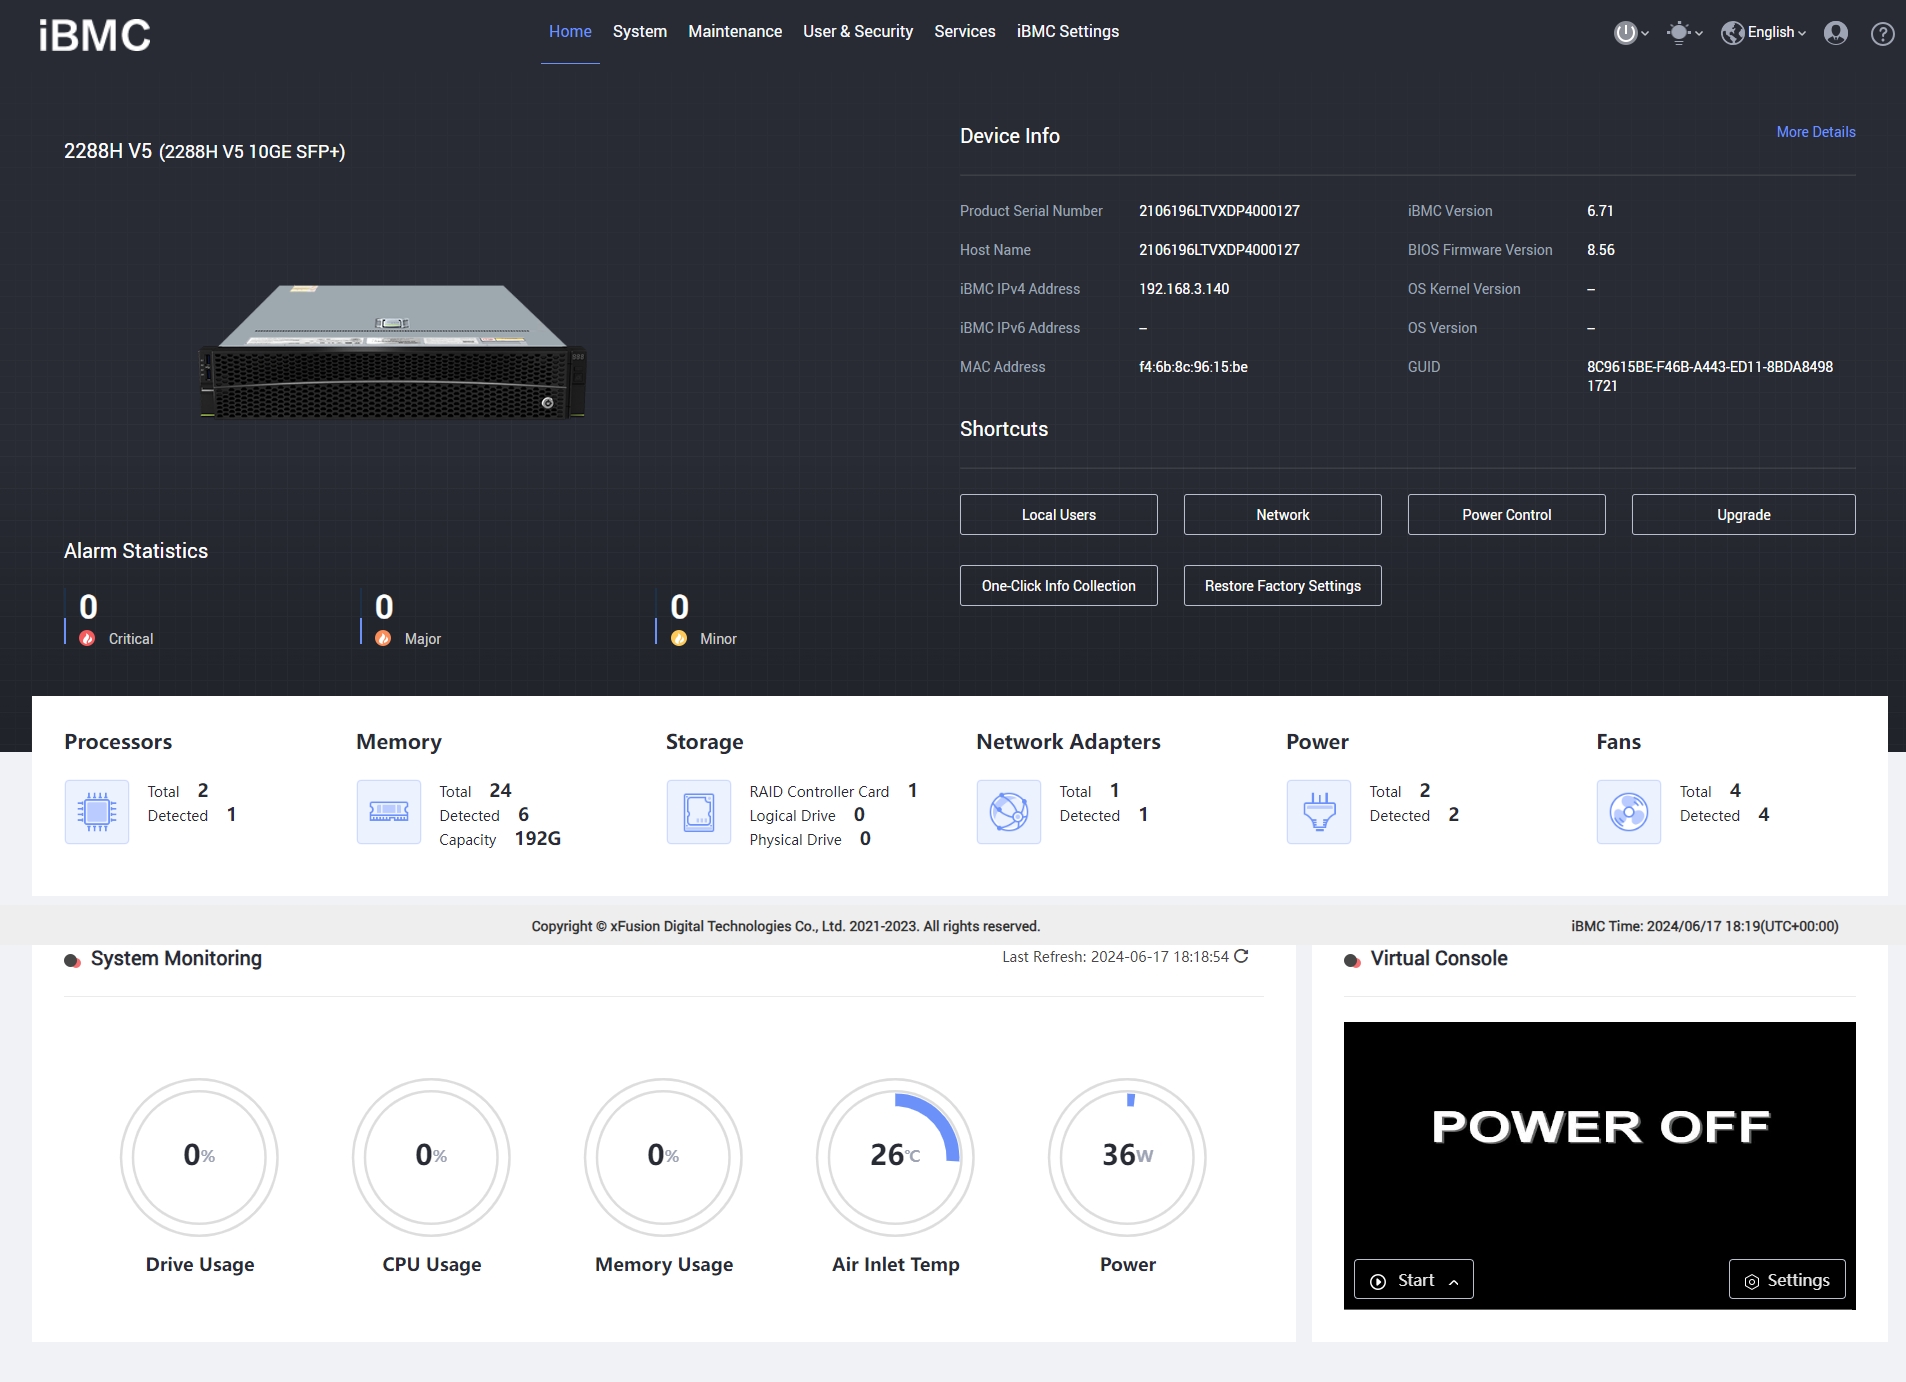 iBMC
Home System Maintenance User & Security Services iBMC Settings
English
2288H V5 (2288H V5 10GE SFP+)
Device Info
More Details
Product Serial Number 2106196LTVXDP4000127 iBMC Version 6.71
Host Name 2106196LTVXDP4000127 BIOS Firmware Version 8.56
iBMC IPv4 Address 192.168.3.140 OS Kernel Version --
iBMC IPv6 Address -- OS Version --
MAC Address f4:6b:8c:96:15:be GUID 8C9615BE-F46B-A443-ED11-8BDA8498
1721
Shortcuts
Local Users Network Power Control Upgrade
One-Click Info Collection Restore Factory Settings
Alarm Statistics
0 0 0
Critical Major Minor
Processors Memory Storage Network Adapters Power Fans
Total 2 Total 24 RAID Controller Card 1 Total 1 Total 2 Total 4
Detected 1 Detected 6 Logical Drive 0 Detected 1 Detected 2 Detected 4
Capacity 192G Physical Drive 0
Copyright © xFusion Digital Technologies Co., Ltd. 2021-2023. All rights reserved. iBMC Time: 2024/06/17 18:19(UTC+00:00)
System Monitoring Last Refresh: 2024-06-17 18:18:54 Virtual Console
0% 0% 0% 26℃ 36W
Drive Usage CPU Usage Memory Usage Air Inlet Temp Power
POWER OFF
Start Settings